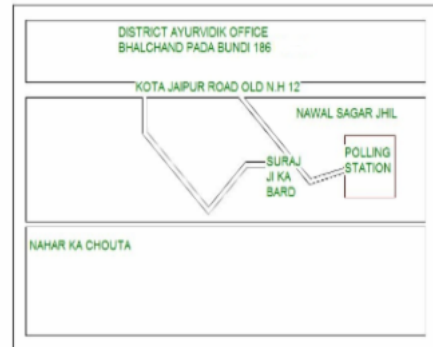 DISTRICT AYURVIDIK OFFICE
BHALCHAND PADA BUNDI 186
KOTA JAIPUR ROAD OLD N.H 12
NAWAL SAGAR JHIL
SURAJ
JI KA
BARD
POLLING
STATION
NAHAR KA CHOUTA